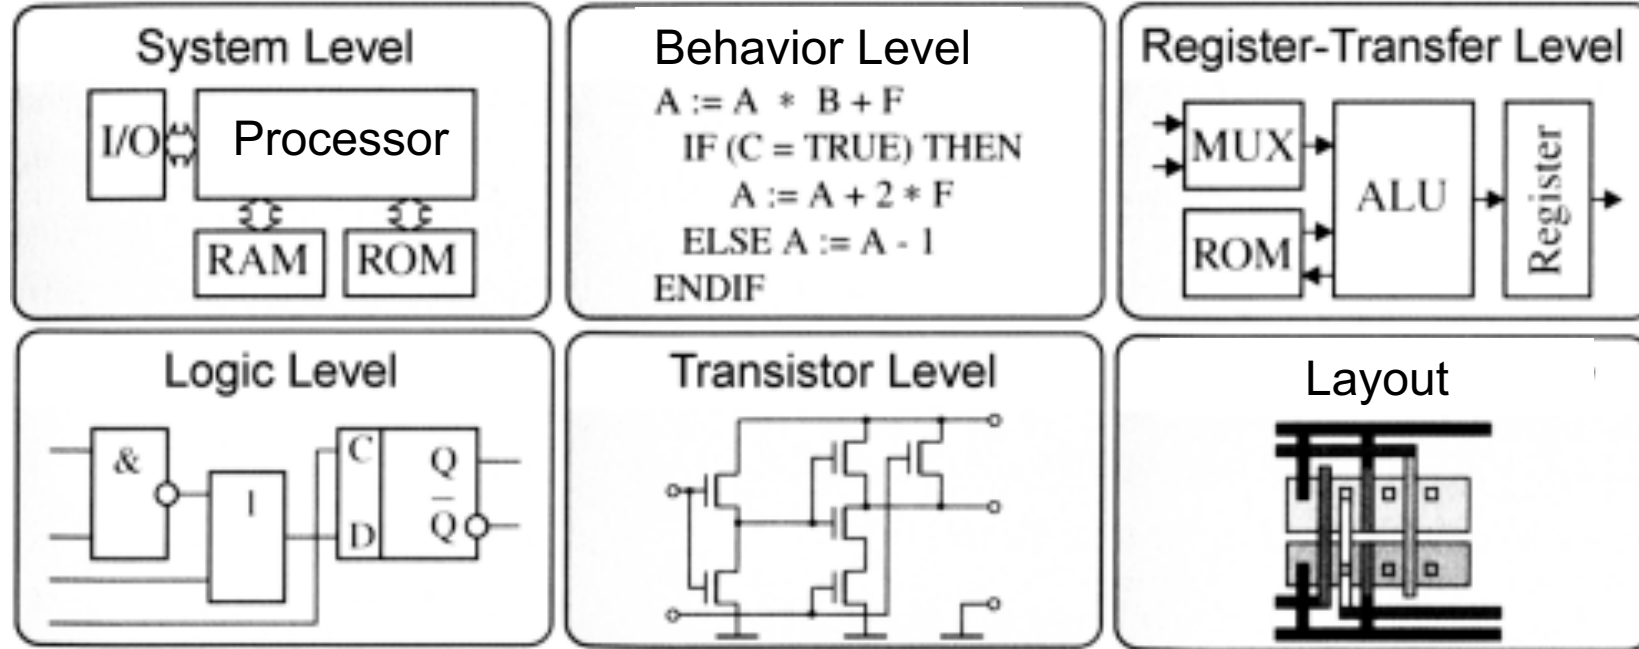 System Level
I/O
Processor
RAM
ROM
Behavior Level
A := A * B + F
IF (C = TRUE) THEN
A := A + 2 * F
ELSE A := A - 1
ENDIF
Register-Transfer Level
MUX
ROM
ALU
Register
Logic Level
&
1
C
Q
D
Q
Transistor Level
Layout